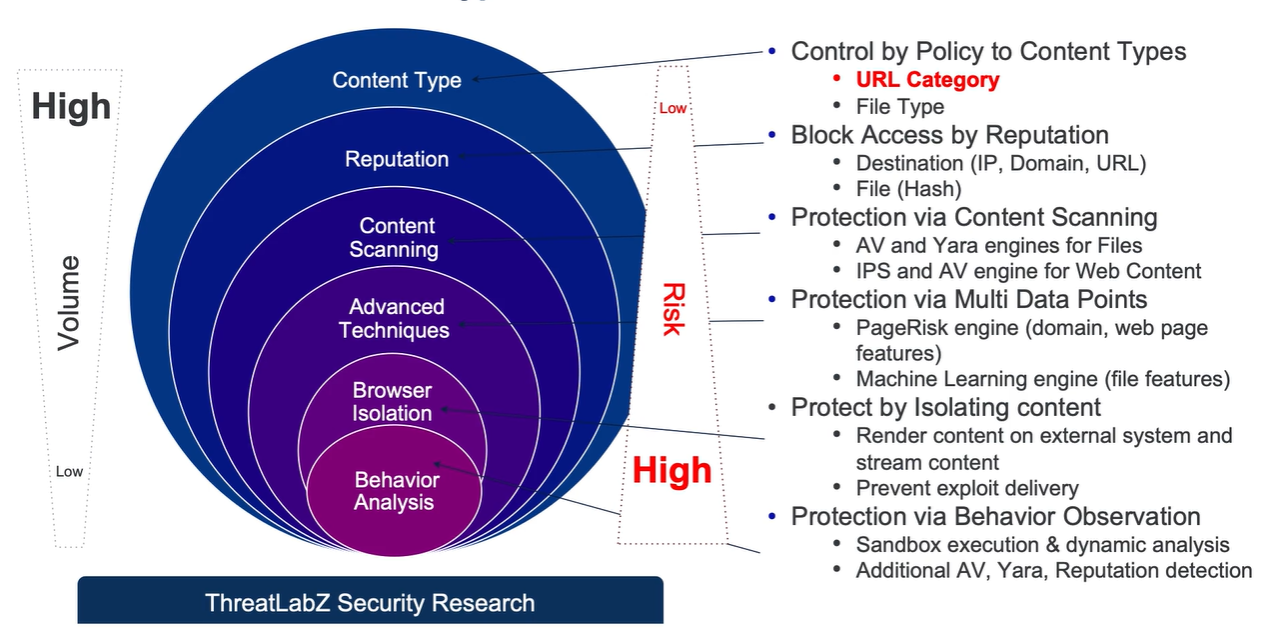 High
Volume
Low
Content Type
Reputation
Content
Scanning
Advanced
Techniques
Browser
Isolation
Behavior
Analysis
ThreatLabZ Security Research
Low
Risk
High
• Control by Policy to Content Types
• URL Category
• File Type
• Block Access by Reputation
• Destination (IP, Domain, URL)
• File (Hash)
• Protection via Content Scanning
• AV and Yara engines for Files
• IPS and AV engine for Web Content
• Protection via Multi Data Points
• PageRisk engine (domain, web page
features)
• Machine Learning engine (file features)
• Protect by Isolating content
• Render content on external system and
stream content
• Prevent exploit delivery
• Protection via Behavior Observation
• Sandbox execution & dynamic analysis
• Additional AV, Yara, Reputation detection